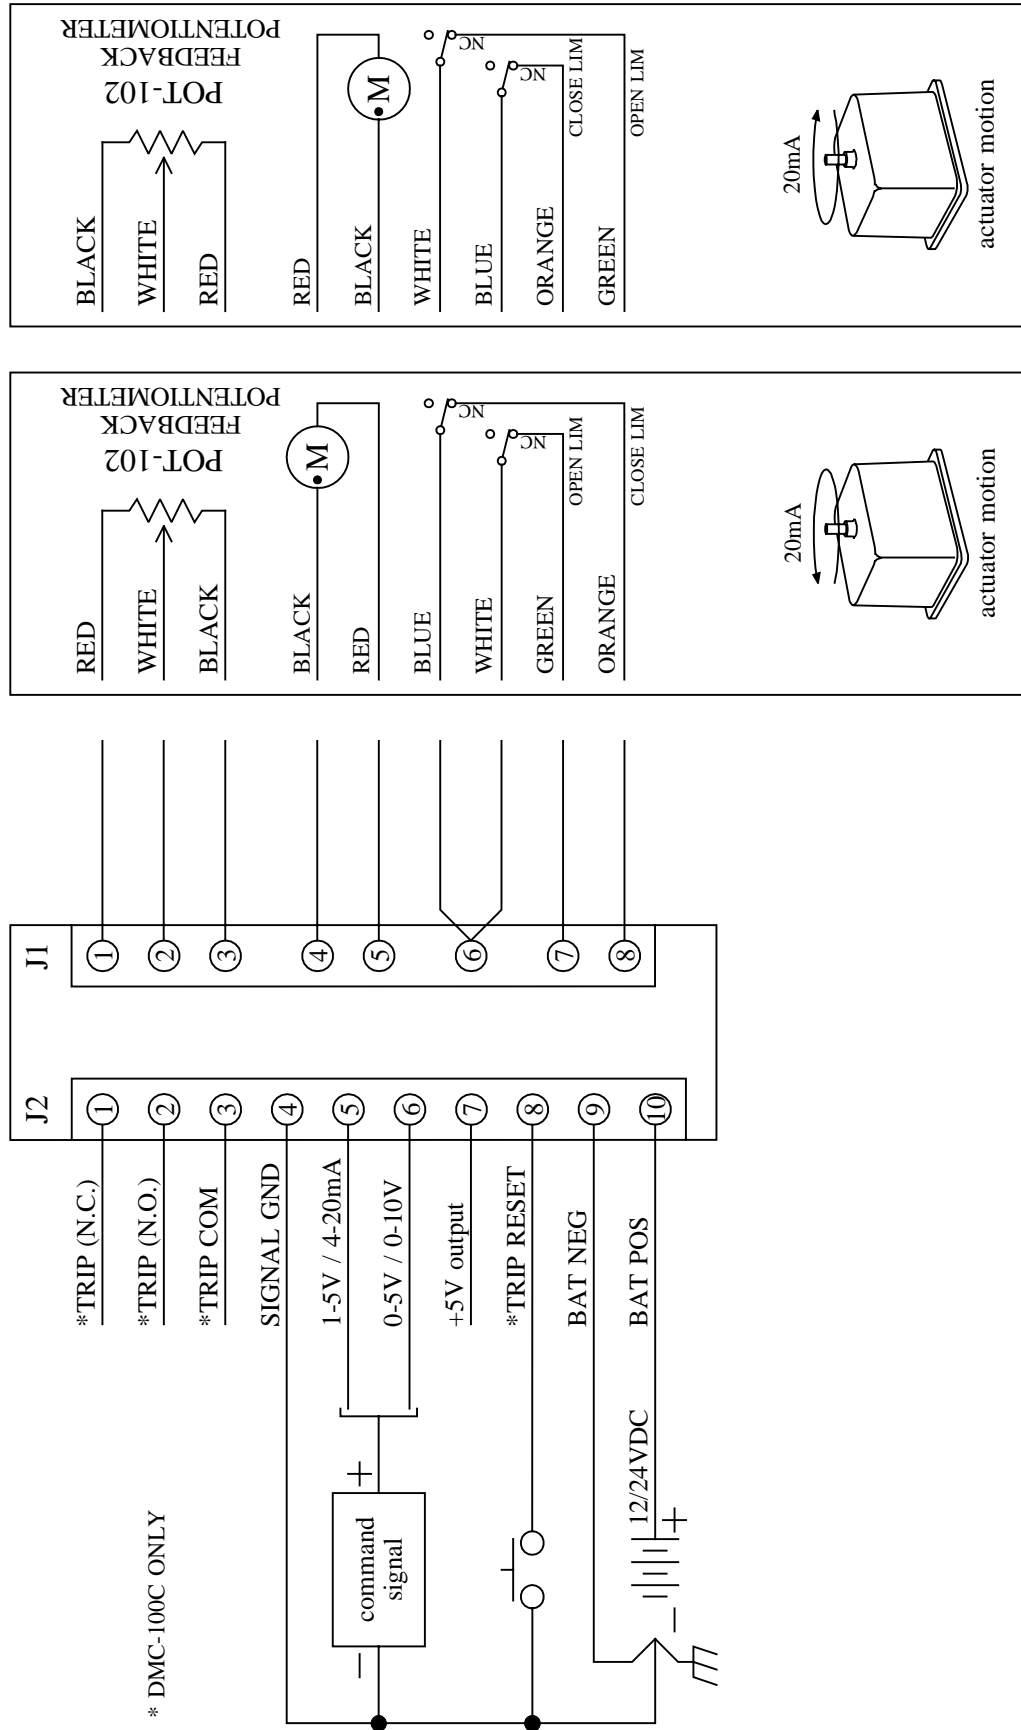 POT-102
FEEDBACK
POTENTIOMETER
BLACK
WHITE
RED
M
RED
BLACK
WHITE
BLUE
ORANGE
GREEN
NC
NC
CLOSE LIM
OPEN LIM
20mA
actuator motion
POT-102
FEEDBACK
POTENTIOMETER
RED
WHITE
BLACK
M
BLACK
RED
BLUE
WHITE
GREEN
ORANGE
NC
NC
OPEN LIM
CLOSE LIM
20mA
actuator motion
J1
1
2
3
4
5
6
7
8
J2
1
2
3
4
5
6
7
8
9
10
*TRIP (N.C.)
*TRIP (N.O.)
*TRIP COM
SIGNAL GND
1-5V / 4-20mA
0-5V / 0-10V
+5V output
*TRIP RESET
BAT NEG
BAT POS
command
signal
+
−
12/24VDC
+
−
* DMC-100C ONLY